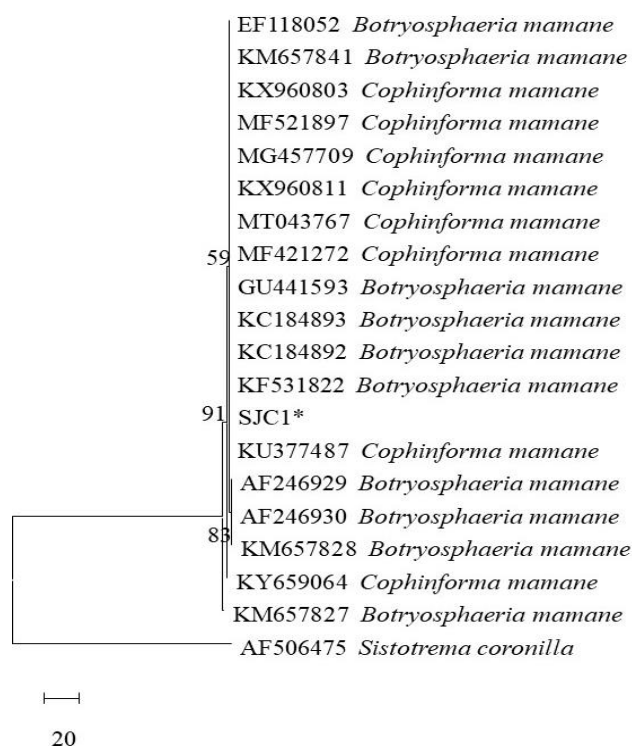 EF118052 Botryosphaeria mamane
KM657841 Botryosphaeria mamane
KX960803 Cophinforma mamane
MF521897 Cophinforma mamane
MG457709 Cophinforma mamane
KX960811 Cophinforma mamane
MT043767 Cophinforma mamane
MF421272 Cophinforma mamane
59
GU441593 Botryosphaeria mamane
KC184893 Botryosphaeria mamane
KC184892 Botryosphaeria mamane
KF531822 Botryosphaeria mamane
91
SJC1*
KU377487 Cophinforma mamane
AF246929 Botryosphaeria mamane
AF246930 Botryosphaeria mamane
83
KM657828 Botryosphaeria mamane
KY659064 Cophinforma mamane
KM657827 Botryosphaeria mamane
AF506475 Sistotrema coronilla
20